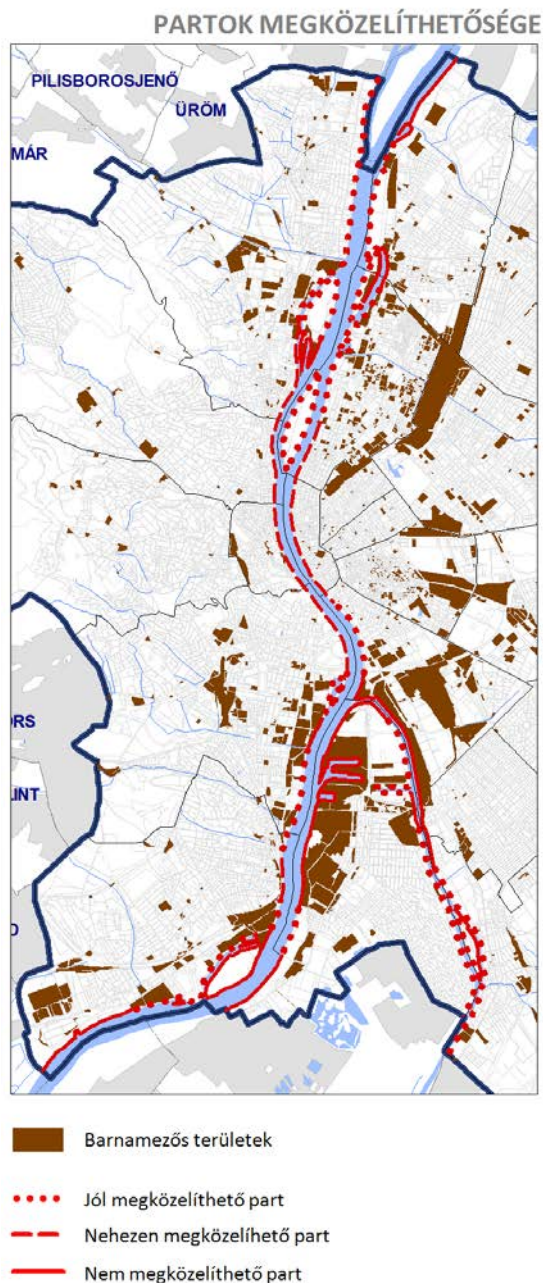 PARTOK MEGKÖZELÍTHETŐSÉGE
PILISBOROSJENŐ
ÜRÖM
MÁR
ORS
LINT
D
Barnamezős területek
Jól megközelíthető part
Nehezen megközelíhető part
Nem megközelíthető part